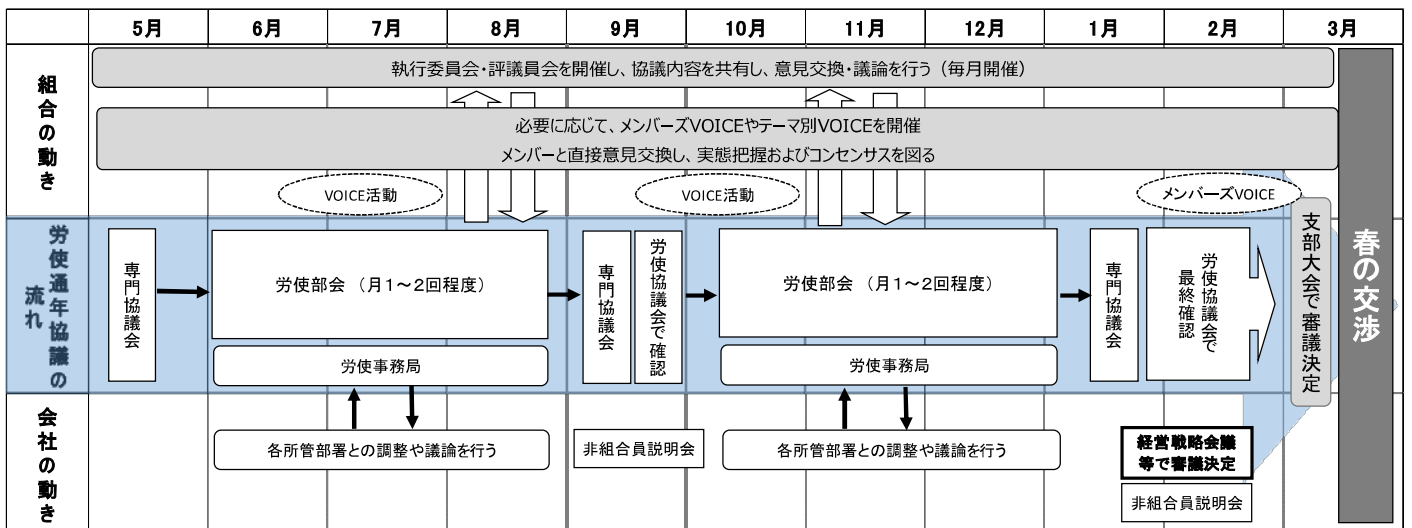 5月 6月 7月 8月 9月 10月 11月 12月 1月 2月 3月
組合の動き
執行委員会・評議員会を開催し、協議内容を共有し、意見交換・議論を行う（毎月開催）
必要に応じて、メンバーズVOICEやテーマ別VOICEを開催
メンバーと直接意見交換し、実態把握およびコンセンサスを図る
VOICE活動
VOICE活動
メンバーズVOICE
労使通年協議の
流れ
専門協議会
労使部会 （月１～２回程度）
労使事務局
専門協議会
労使協議会で確認
労使部会 （月１～２回程度）
労使事務局
専門協議会
労使協議会で
最終確認
支部大会で審議決定
春の交渉
会社の動き
各所管部署との調整や議論を行う
非組合員説明会
各所管部署との調整や議論を行う
経営戦略会議
等で審議決定
非組合員説明会